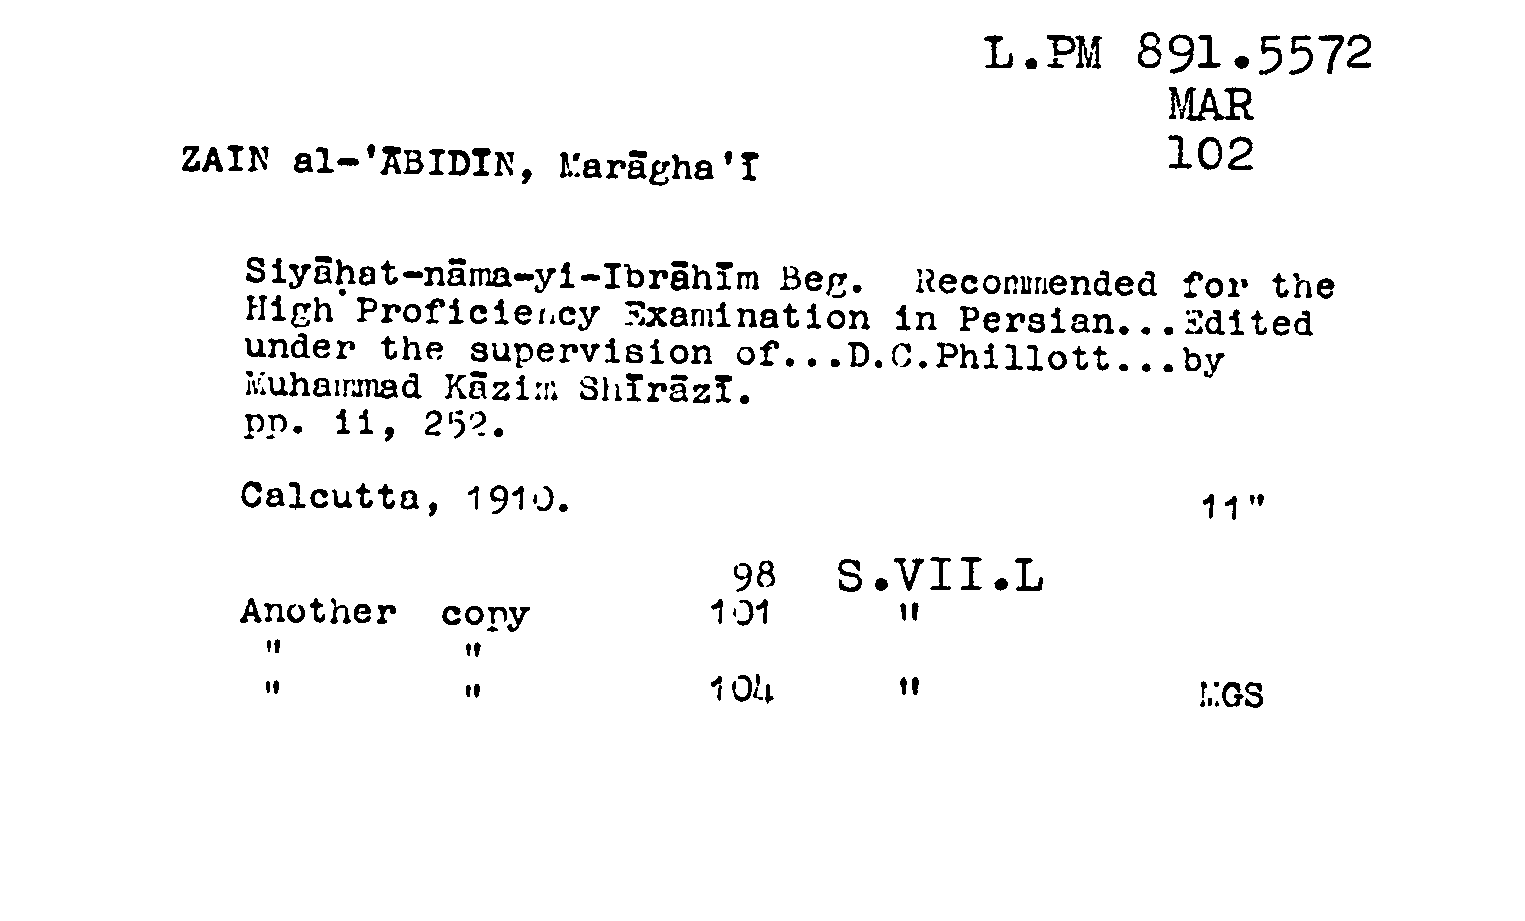 L.PM 891.5572
MAR
102
ZAIN al-'ĀBIDĪN, Marāgha'ī
Siyāḥat-nāma-yi-Ibrāhīm Beg. Recommended for the
High Proficiency Examination in Persian...Edited
under the supervision of...D.C.Phillott...by
Muhammad Kāzim Shīrāzī.
pp. ii, 252.
Calcutta, 1910.
11"
98 S.VII.L
Another copy 101 "
" "
" " 104 " MGS